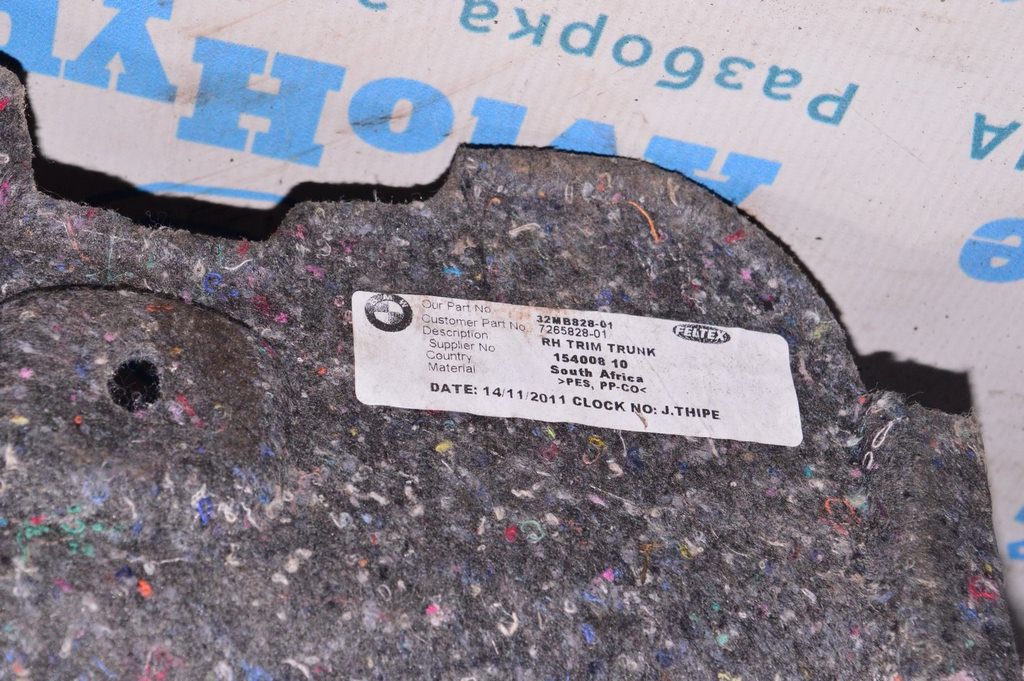 разборка
BMW
Our Part No 32MB828-01
FELTEX
Customer Part No. 7265828-01
Description RH TRIM TRUNK
Supplier No 154008 10
Country South Africa
Material >PES, PP-CO<
DATE: 14/11/2011 CLOCK NO: J.THIPE